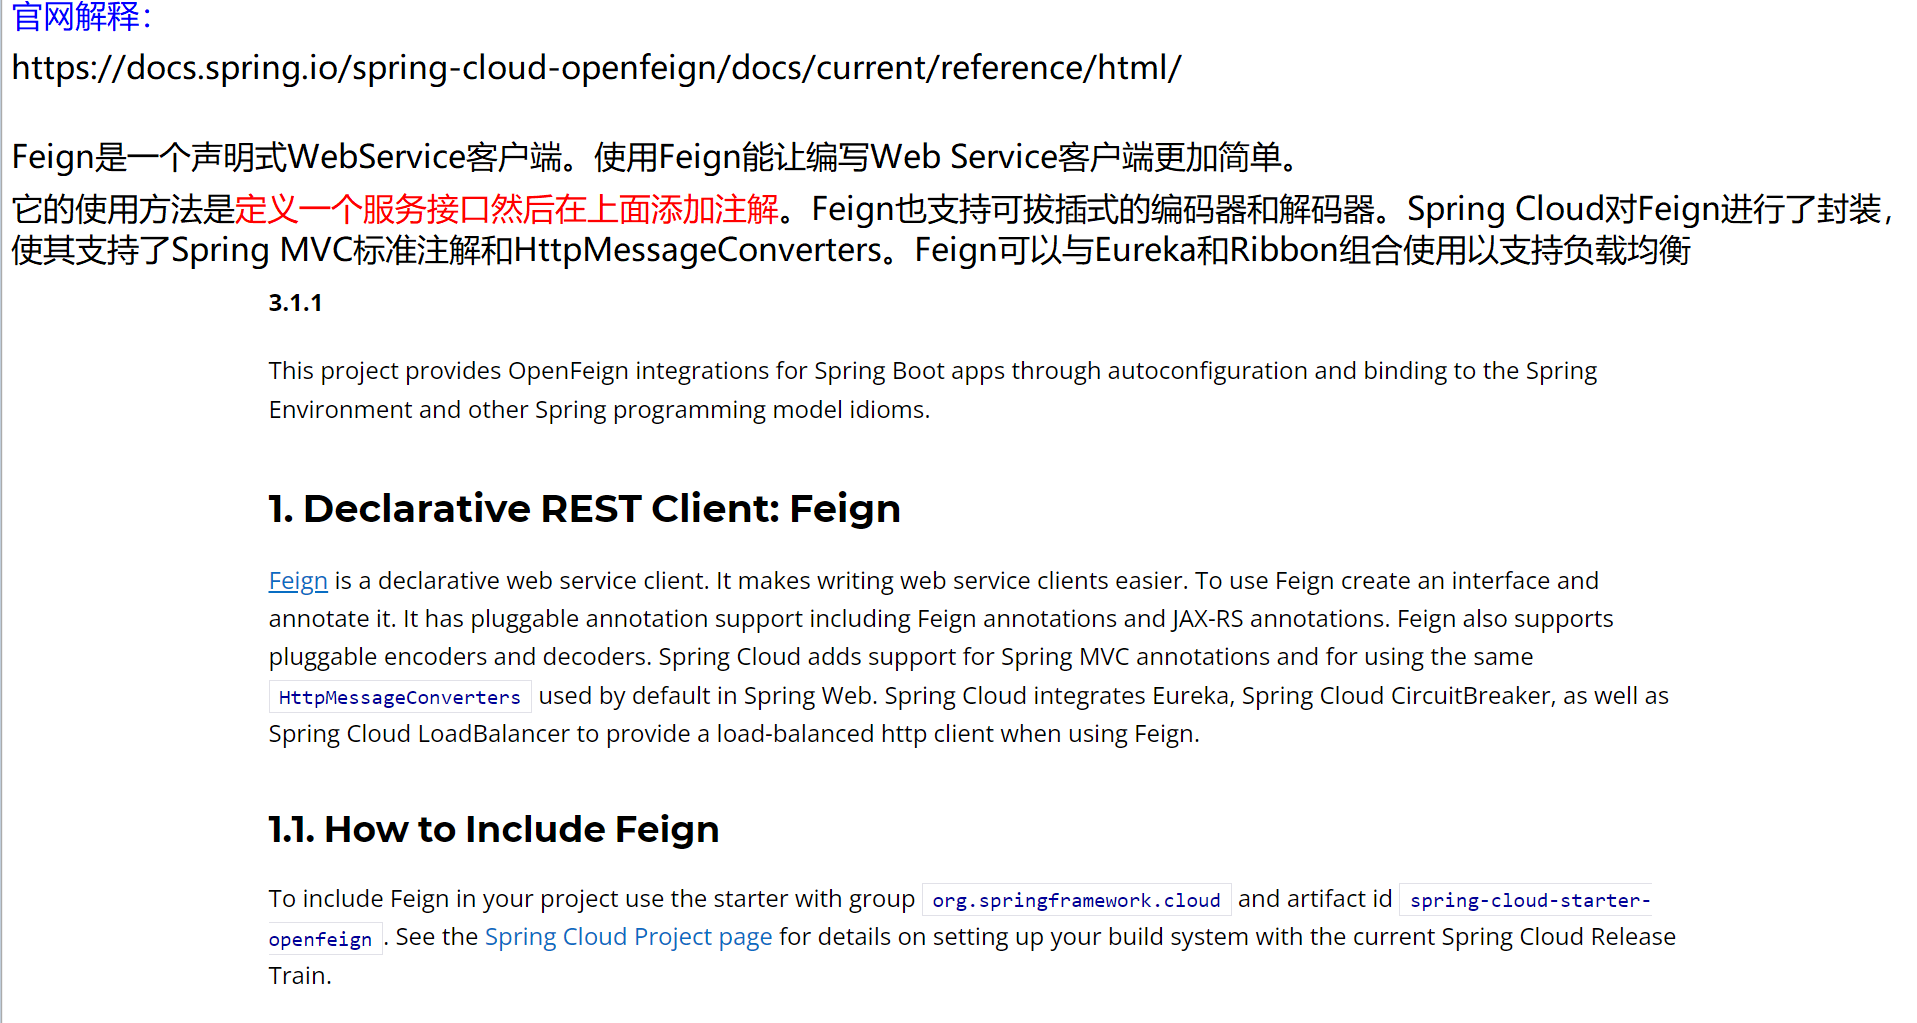 官网解释：
https://docs.spring.io/spring-cloud-openfeign/docs/current/reference/html/
Feign是一个声明式WebService客户端。使用Feign能让编写Web Service客户端更加简单。
它的使用方法是定义一个服务接口然后在上面添加注解。Feign也支持可拔插式的编码器和解码器。Spring Cloud对Feign进行了封装，
使其支持了Spring MVC标准注解和HttpMessageConverters。Feign可以与Eureka和Ribbon组合使用以支持负载均衡
3.1.1
This project provides OpenFeign integrations for Spring Boot apps through autoconfiguration and binding to the Spring
Environment and other Spring programming model idioms.
1. Declarative REST Client: Feign
Feign is a declarative web service client. It makes writing web service clients easier. To use Feign create an interface and
annotate it. It has pluggable annotation support including Feign annotations and JAX-RS annotations. Feign also supports
pluggable encoders and decoders. Spring Cloud adds support for Spring MVC annotations and for using the same
HttpMessageConverters used by default in Spring Web. Spring Cloud integrates Eureka, Spring Cloud CircuitBreaker, as well as
Spring Cloud LoadBalancer to provide a load-balanced http client when using Feign.
1.1. How to Include Feign
To include Feign in your project use the starter with group org.springframework.cloud and artifact id spring-cloud-starter-
openfeign . See the Spring Cloud Project page for details on setting up your build system with the current Spring Cloud Release
Train.